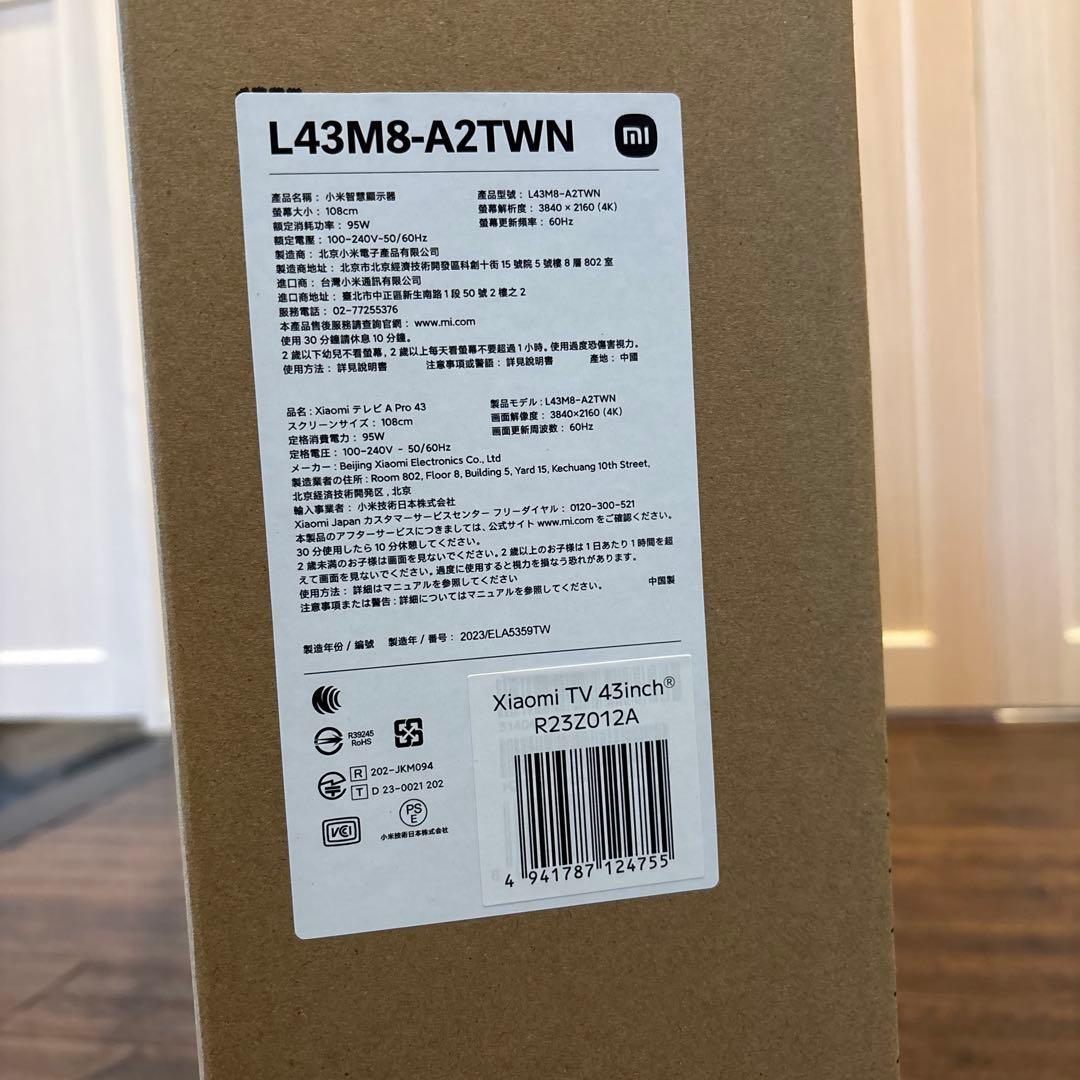 L43M8-A2TWN
mi
產品名稱： 小米智慧顯示器 產品型號： L43M8-A2TWN
螢幕大小： 108cm 螢幕解析度： 3840 × 2160 (4K)
額定消耗功率： 95W 螢幕更新頻率： 60Hz
額定電壓： 100-240V~50/60Hz
製造商： 北京小米電子產品有限公司
製造商地址： 北京市北京經濟技術開發區科創十街 15 號院 5 號樓 8 層 802 室
進口商： 台灣小米通訊有限公司
進口商地址： 臺北市中正區新生南路 1 段 50 號 2 樓之 2
服務電話： 02-77255376
本產品售後服務請查詢官網： www.mi.com
使用 30 分鐘請休息 10 分鐘。
2 歲以下幼兒不看螢幕，2 歲以上每天看螢幕不要超過 1 小時。使用過度恐傷害視力。
使用方法： 詳見說明書 注意事項或警語： 詳見說明書 產地： 中國
品名 : Xiaomi テレビ A Pro 43 製品モデル : L43M8-A2TWN
スクリーンサイズ： 108cm 画面解像度： 3840×2160 (4K)
定格消費電力： 95W 画面更新周波数： 60Hz
定格電圧： 100-240V ~ 50/60Hz
メーカー : Beijing Xiaomi Electronics Co., Ltd
製造業者の住所 : Room 802, Floor 8, Building 5, Yard 15, Kechuang 10th Street,
北京経済技術開発区 , 北京
輸入事業者： 小米技術日本株式会社
Xiaomi Japan カスタマーサービスセンター フリーダイヤル： 0120-300-521
本製品のアフターサービスにつきましては、公式サイト www.mi.com をご確認ください。
30 分使用したら 10 分休憩してください。
2 歳未満のお子様は画面を見ないでください。2 歳以上のお子様は 1 日あたり 1 時間を超
えて画面を見ないでください。過度に使用すると視力を損なう恐れがあります。
使用方法： 詳細はマニュアルを参照してください
注意事項または警告 : 詳細についてはマニュアルを参照してください。 中国製
製造年份 / 編號 製造年 / 番号： 2023/ELA5359TW
R39245
RoHS
R 202-JKM094
T D 23-0021 202
VCI
PS
E
小米技術日本株式会社
Xiaomi TV 43inch®
R23Z012A
4 941787 124755